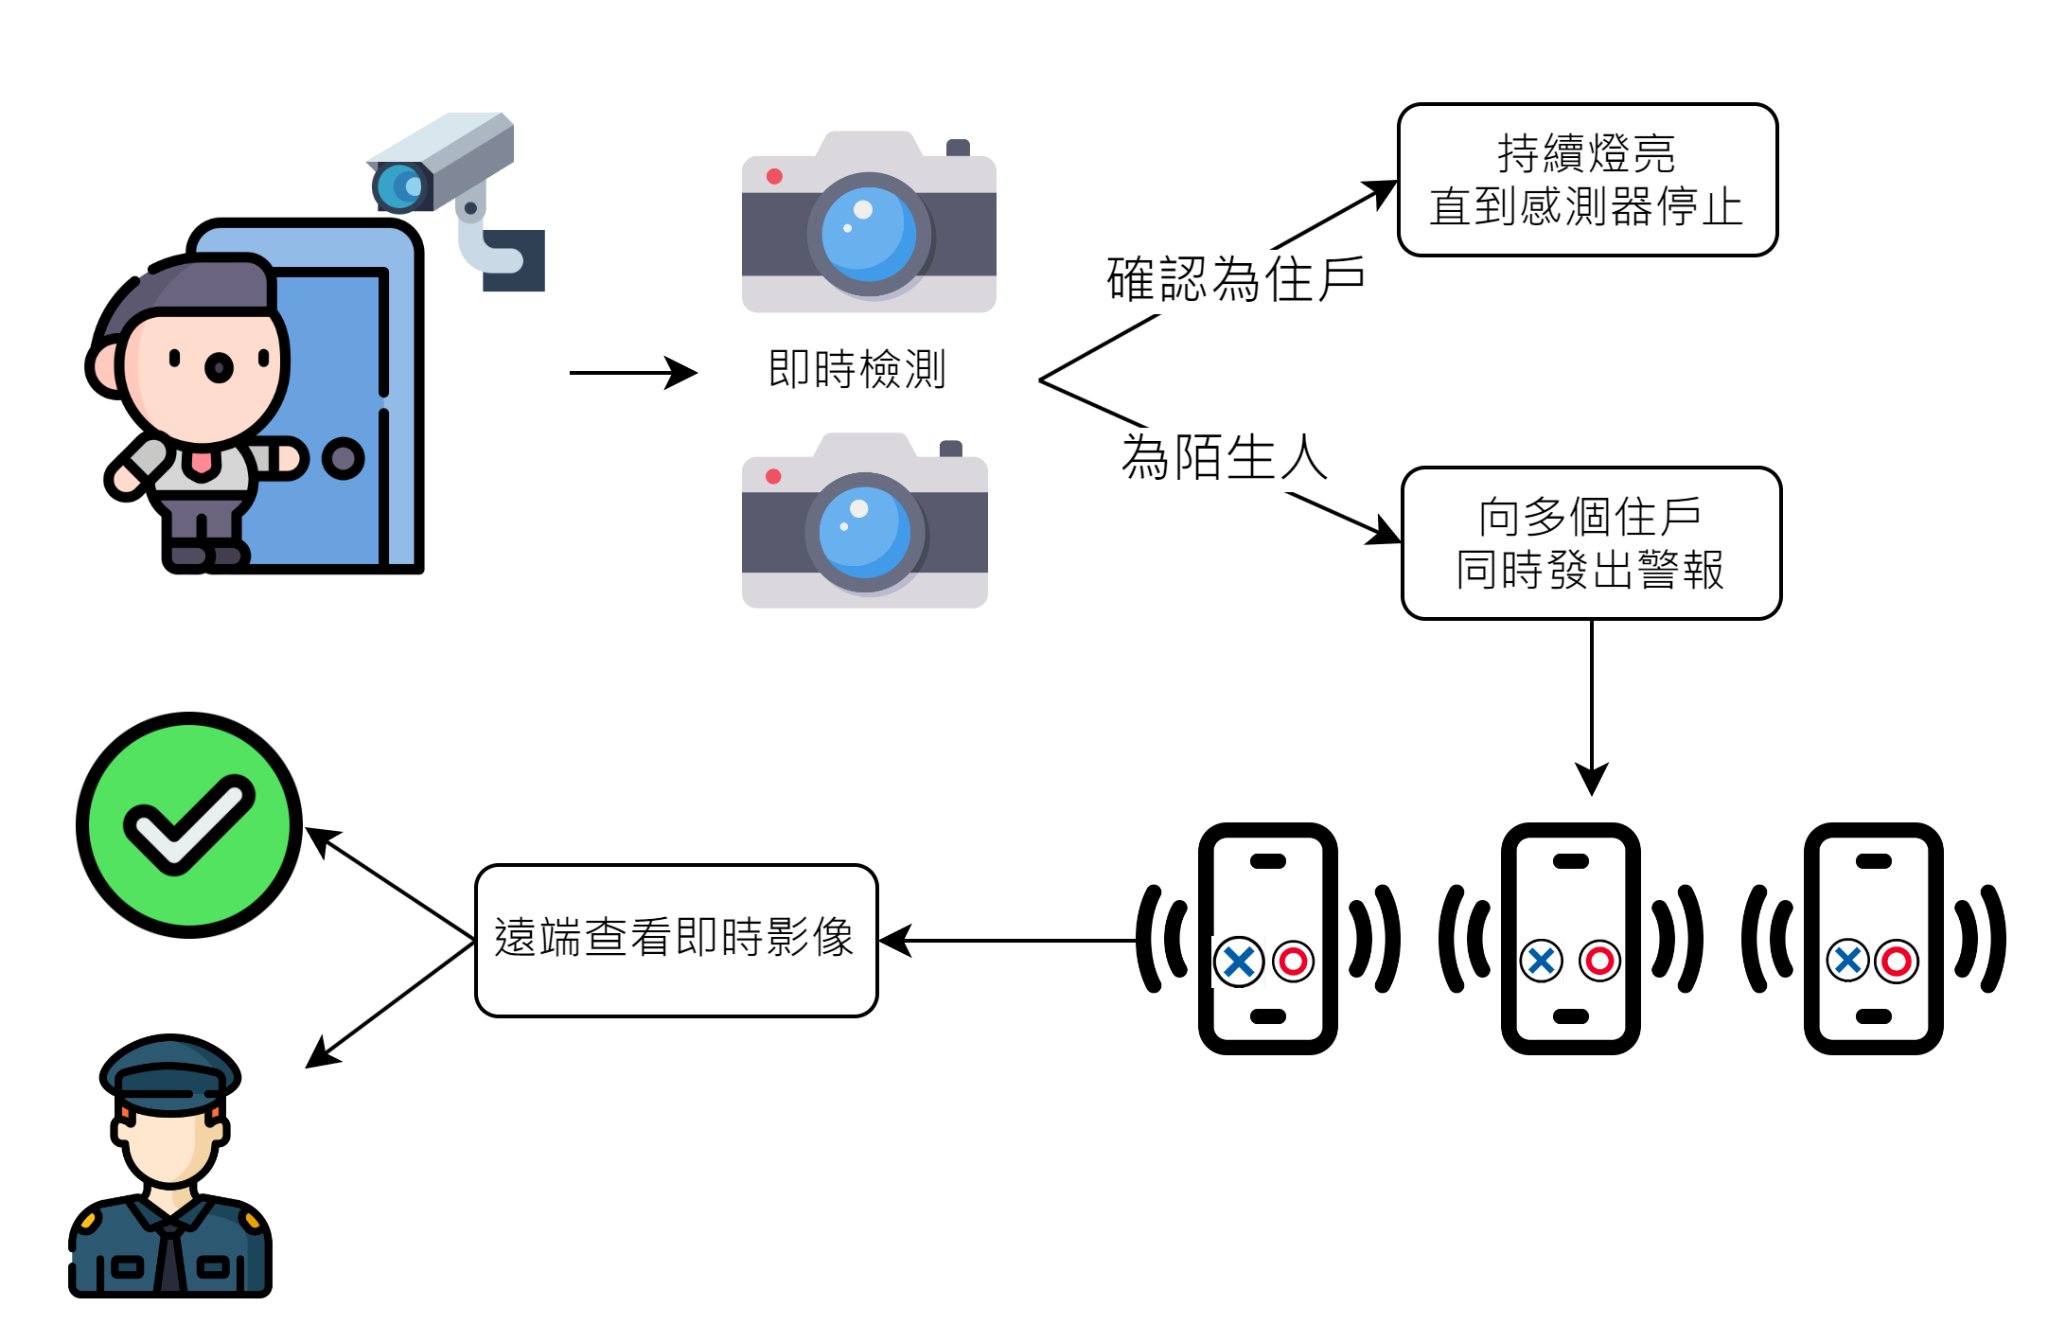 持續燈亮
直到感測器停止
確認為住戶
即時檢測
為陌生人
向多個住戶
同時發出警報
遠端查看即時影像